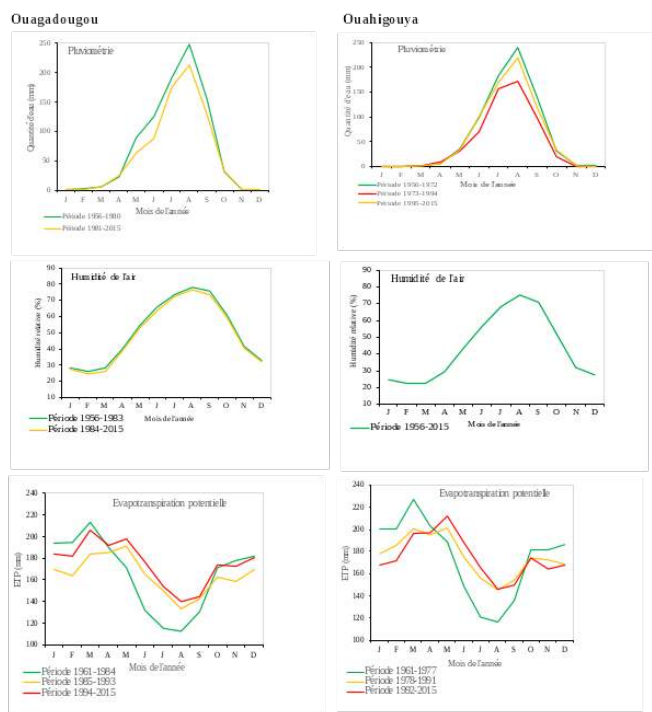 Ouagadougou
Ouahigouya
Pluviométrie
Quantité d'eau (mm)
250
200
150
100
50
0
J F M A M J J A S O N D
Mois de l'année
Période 1956-1980
Période 1981-2015
Pluviométrie
Quantité d'eau (mm)
250
200
150
100
50
0
J F M A M J J A S O N D
Mois de l'année
Période 1956-1972
Période 1973-1994
Période 1995-2015
Humidité de l'air
Humidité relative (%)
90
80
70
60
50
40
30
20
10
J F M A M J J A S O N D
Mois de l'année
Période 1956-1983
Période 1984-2015
Humidité de l'air
Humidité relative (%)
90
80
70
60
50
40
30
20
10
J F M A M J J A S O N D
Mois de l'année
Période 1956-2015
Evapotranspiration potentielle
ETP (mm)
240
220
200
180
160
140
120
100
J F M A M J J A S O N D
Mois de l'année
Période 1961-1984
Période 1985-1993
Période 1994-2015
Evapotranspiration potentielle
ETP (mm)
240
220
200
180
160
140
120
100
J F M A M J J A S O N D
Mois de l'année
Période 1961-1977
Période 1978-1991
Période 1992-2015